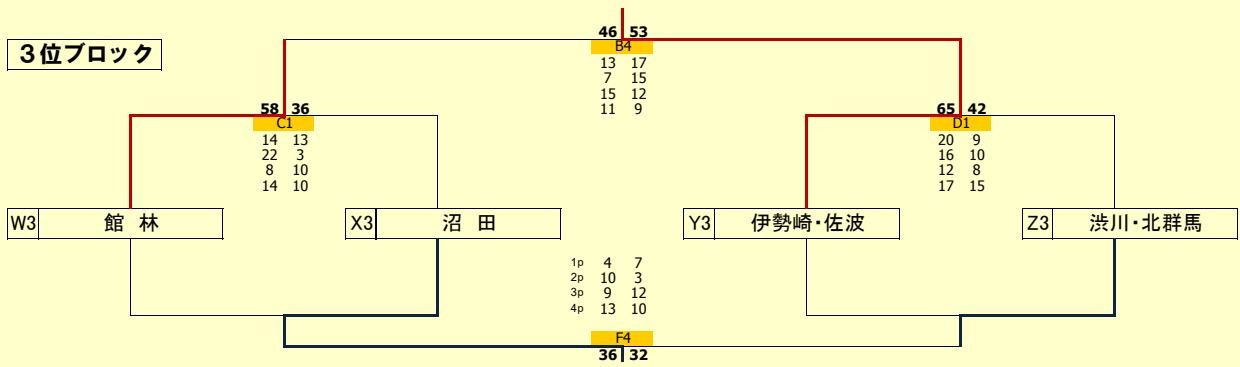 46 53
３位ブロック
B4
13 17
7 15
15 12
11 9
58 36
65 42
C1
D1
14 13
20 9
22 3
16 10
8 10
12 8
14 10
17 15
W3 館 林
X3 沼 田
Y3 伊勢崎・佐波
Z3 渋川・北群馬
1p 4 7
2p 10 3
3p 9 12
4p 13 10
F4
36 32